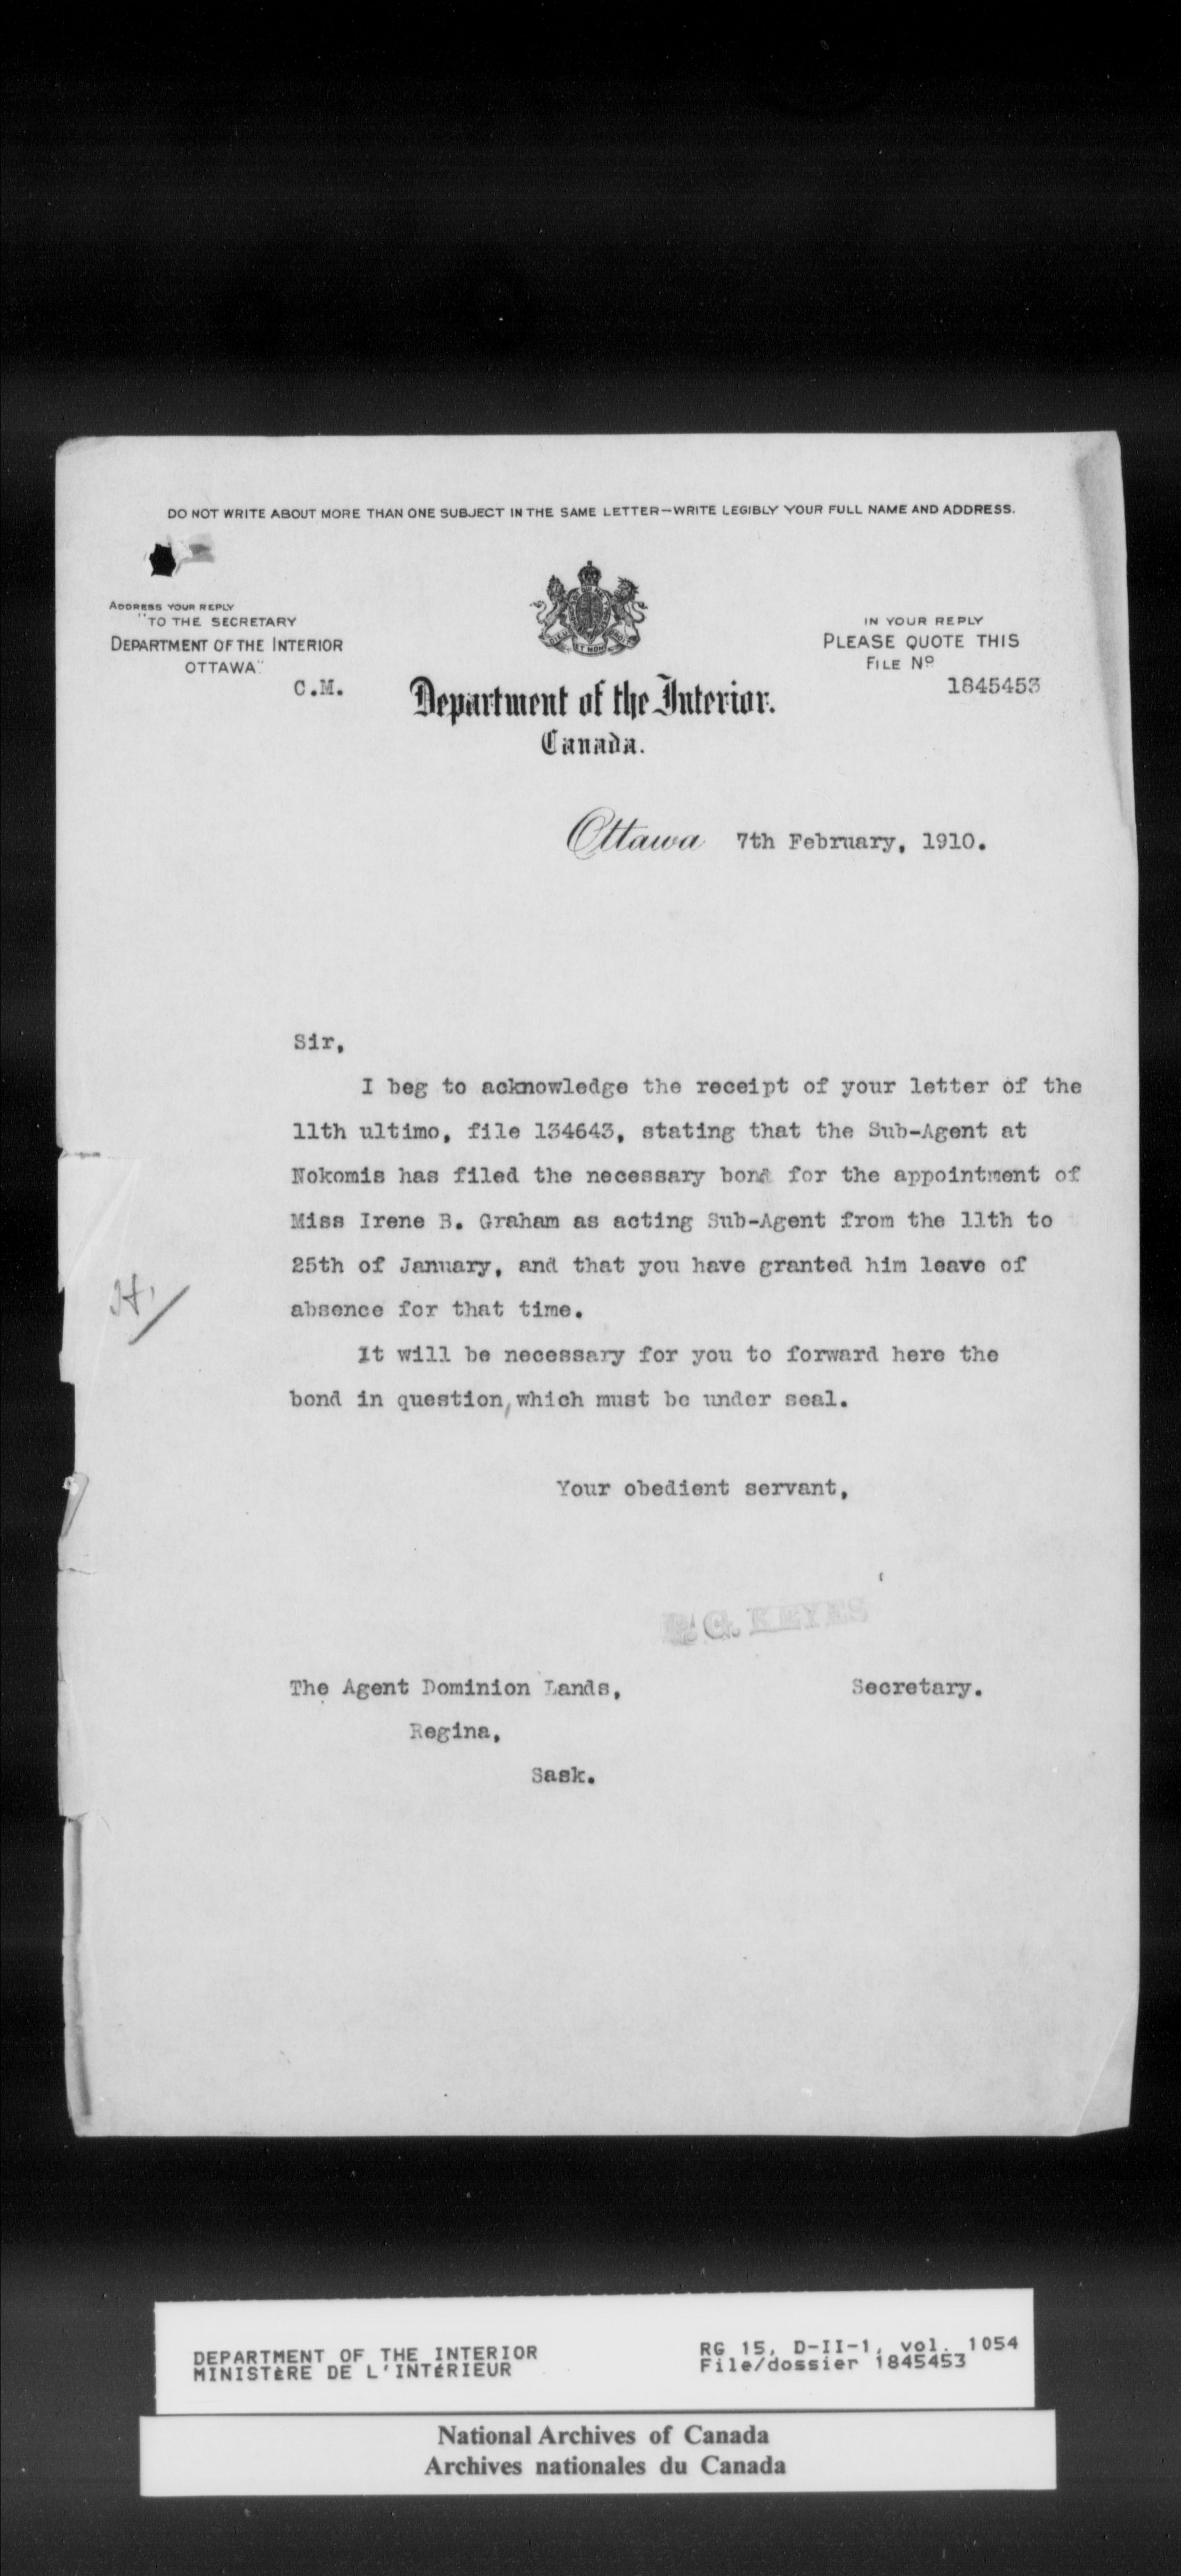 DO NOT WRITE ABOUT MORE THAN ONE SUBJECT IN THE SAME LETTER—WRITE LEGIBLY YOUR FULL NAME AND ADDRESS.
ADDRESS YOUR REPLY
"TO THE SECRETARY
DEPARTMENT OF THE INTERIOR
OTTAWA."
C.M.
IN YOUR REPLY
PLEASE QUOTE THIS
FILE No
1845453
Department of the Interior.
Canada.
Ottawa 7th February, 1910.
Sir,
I beg to acknowledge the receipt of your letter of the
11th ultimo, file 134643, stating that the Sub-Agent at
Nokomis has filed the necessary bond for the appointment of
Miss Irene B. Graham as acting Sub-Agent from the 11th to
25th of January, and that you have granted him leave of
absence for that time.
It will be necessary for you to forward here the
bond in question, which must be under seal.
Your obedient servant,
P. G. KEYES
Secretary.
The Agent Dominion Lands,
Regina,
Sask.
DEPARTMENT OF THE INTERIOR
MINISTÈRE DE L'INTÉRIEUR
RG 15, D-II-1, vol. 1054
File/dossier 1845453
National Archives of Canada
Archives nationales du Canada